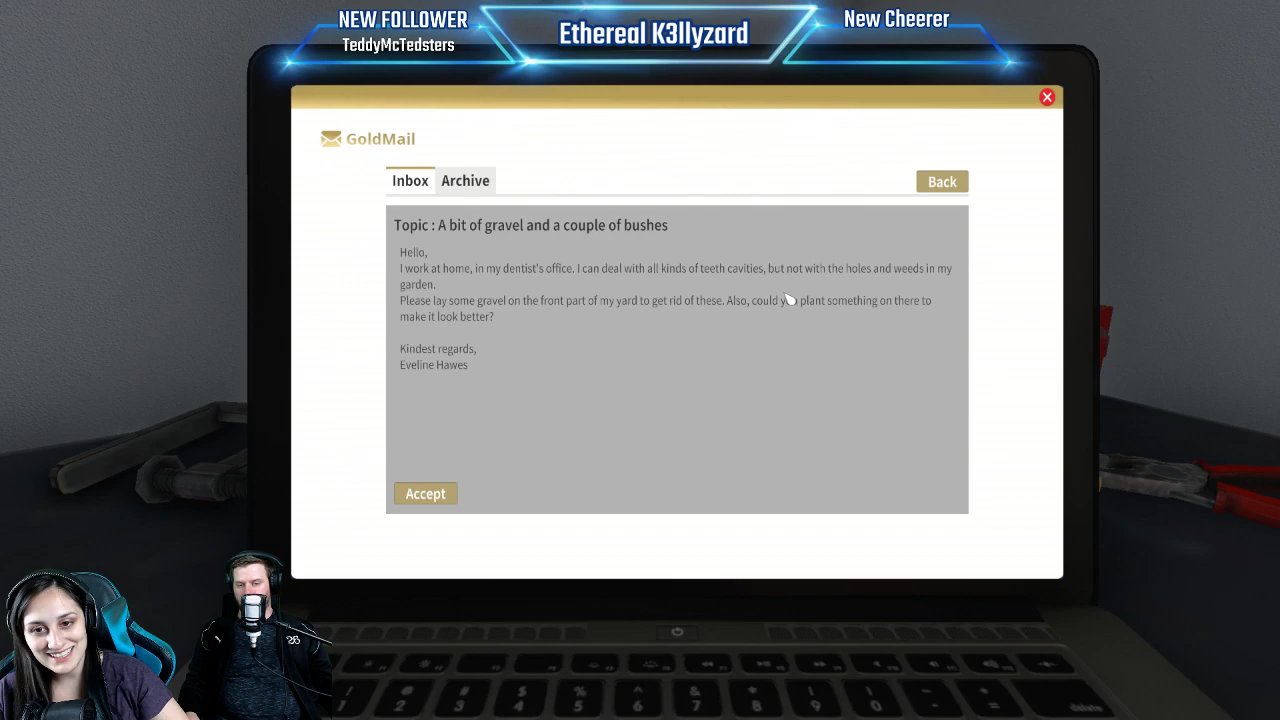 NEW FOLLOWER
TeddyMcTedsters
Ethereal K3llyzard
New Cheerer
GoldMail
Inbox
Archive
Back
Topic : A bit of gravel and a couple of bushes
Hello,
I work at home, in my dentist's office. I can deal with all kinds of teeth cavities, but not with the holes and weeds in my
garden.
Please lay some gravel on the front part of my yard to get rid of these. Also, could you plant something on there to
make it look better?
Kindest regards,
Eveline Hawes
Accept